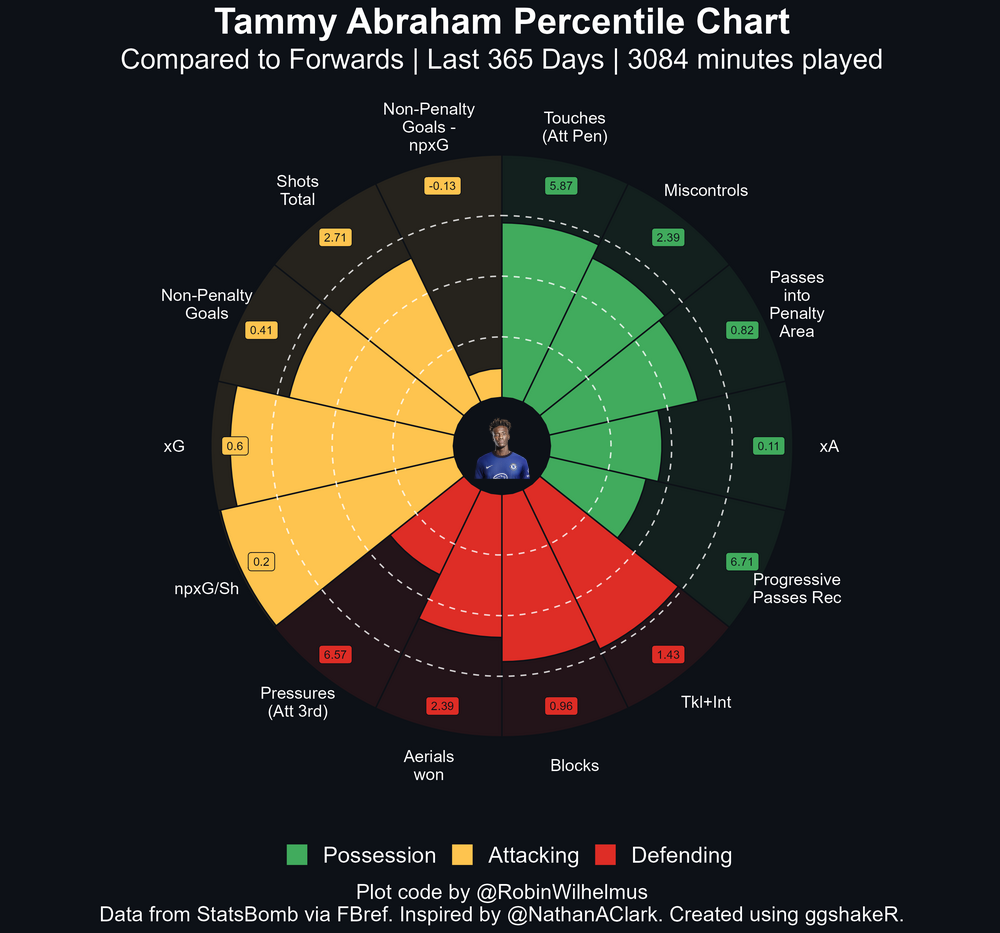 Tammy Abraham Percentile Chart
Compared to Forwards | Last 365 Days | 3084 minutes played
Non-Penalty
Goals -
npxG
Touches
(Att Pen)
Shots
Total
Miscontrols
-0.13
5.87
2.71
2.39
Non-Penalty
Goals
Passes
into
Penalty
Area
0.41
0.82
xG
0.6
0.11
xA
0.2
6.71
npxG/Sh
Progressive
Passes Rec
6.57
1.43
Pressures
(Att 3rd)
2.39
0.96
Tkl+Int
Aerials
won
Blocks
Possession Attacking Defending
Plot code by @RobinWilhelmus
Data from StatsBomb via FBref. Inspired by @NathanAClark. Created using ggshakeR.